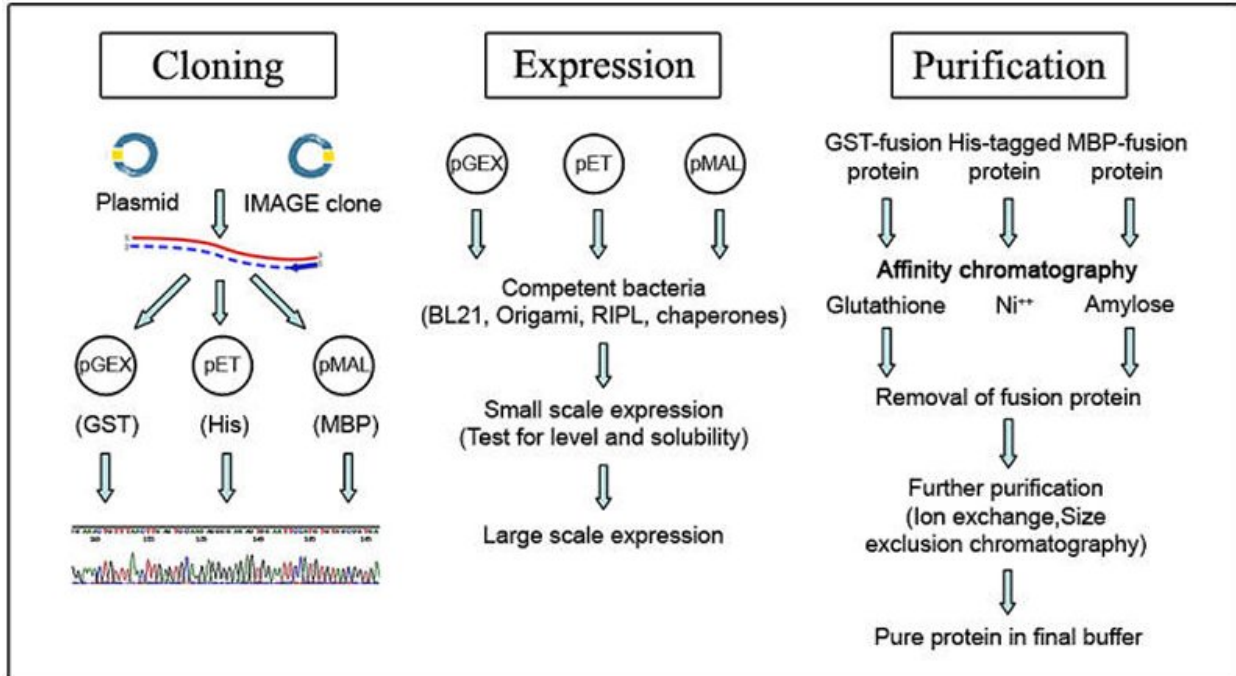 Cloning
Plasmid
IMAGE clone
pGEX
pET
pMAL
(GST)
(His)
(MBP)
Expression
pGEX
pET
pMAL
Competent bacteria
(BL21, Origami, RIPL, chaperones)
Small scale expression
(Test for level and solubility)
Large scale expression
Purification
GST-fusion
protein
His-tagged
protein
MBP-fusion
protein
Affinity chromatography
Glutathione
Ni⁺⁺
Amylose
Removal of fusion protein
Further purification
(Ion exchange,Size
exclusion chromatography)
Pure protein in final buffer